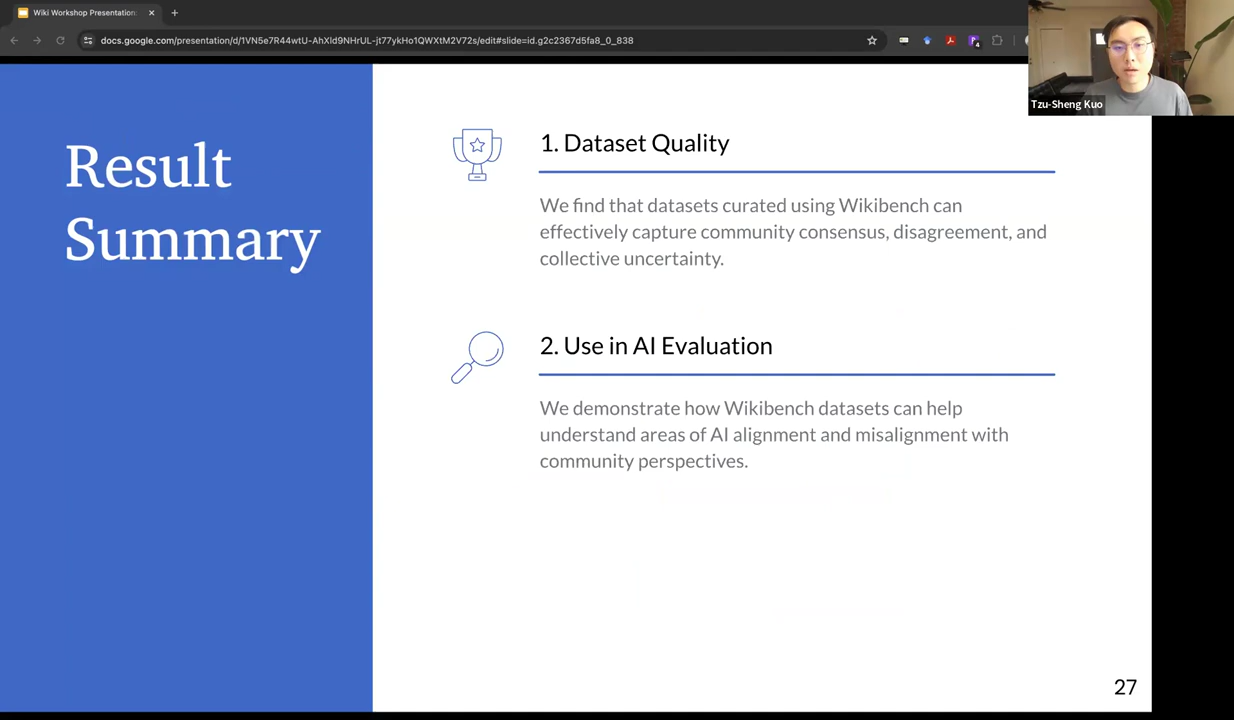 Wiki Workshop Presentation
docs.google.com/presentation/d/1VN5e7R44wtU-AhXld9NHrUL-jt77ykHo1QWXtM2V72s/edit#slide=id.g2c2367d5fa8_0_838
4
Tzu-Sheng Kuo
Result
Summary
1. Dataset Quality
We find that datasets curated using Wikibench can
effectively capture community consensus, disagreement, and
collective uncertainty.
2. Use in AI Evaluation
We demonstrate how Wikibench datasets can help
understand areas of AI alignment and misalignment with
community perspectives.
27